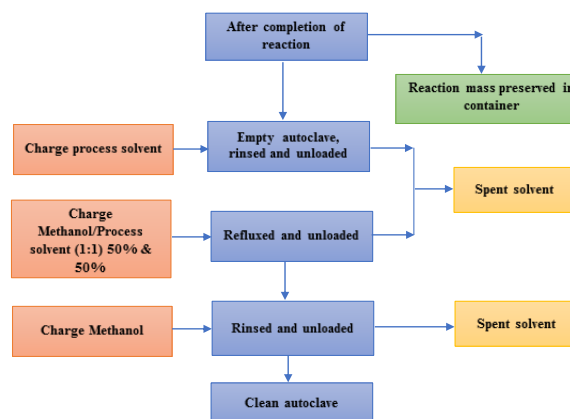 After completion of
reaction
Reaction mass preserved in
container
Charge process solvent
Empty autoclave,
rinsed and unloaded
Spent solvent
Charge
Methanol/Process
solvent (1:1) 50% &
50%
Refluxed and unloaded
Charge Methanol
Rinsed and unloaded
Spent solvent
Clean autoclave